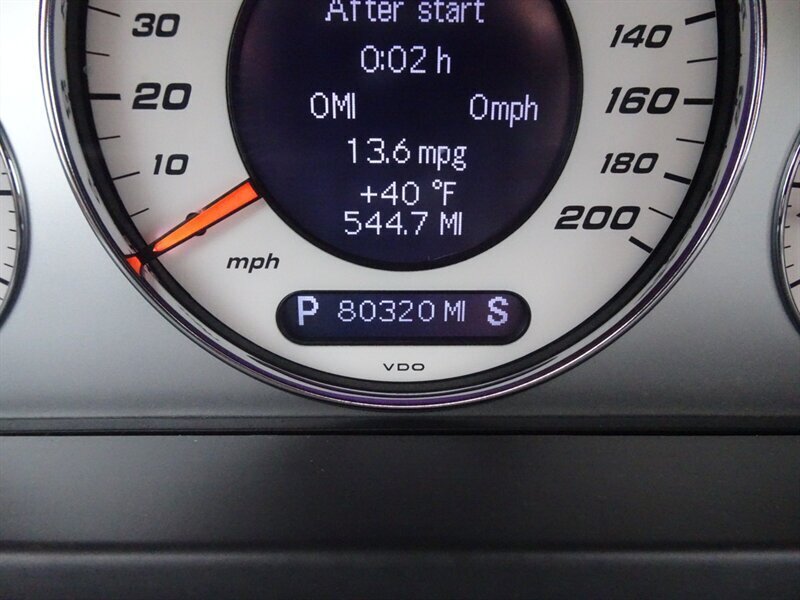 After start
0:02 h
0MI 0mph
13.6 mpg
+40 °F
544.7 MI
30
20
10
mph
140
160
180
200
P 80320 MI S
VDO